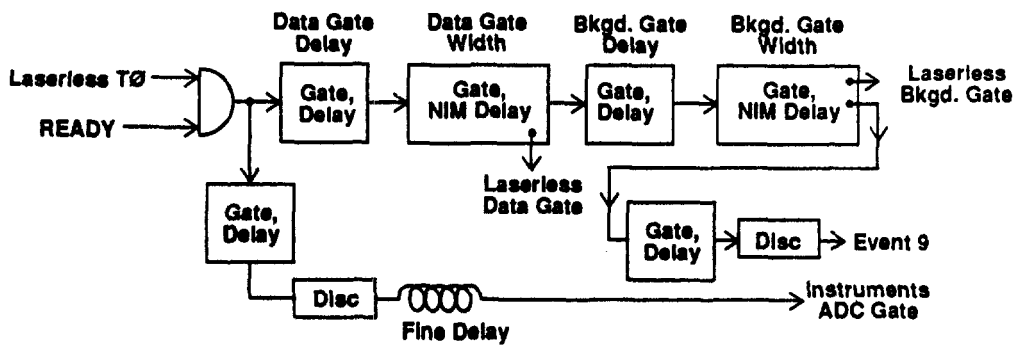 Data Gate
Delay
Data Gate
Width
Bkgd. Gate
Delay
Bkgd. Gate
Width
Laserless TØ
READY
Gate,
Delay
Gate,
NIM Delay
Gate,
Delay
Gate,
NIM Delay
Laserless
Bkgd. Gate
Laserless
Data Gate
Gate,
Delay
Gate,
Delay
Disc
Event 9
Disc
Fine Delay
Instruments
ADC Gate